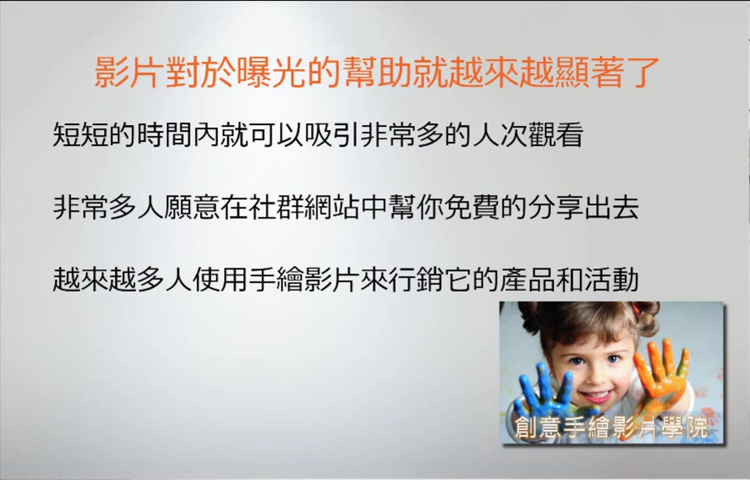 影片對於曝光的幫助就越來越顯著了
短短的時間內就可以吸引非常多的人次觀看
非常多人願意在社群網站中幫你免費的分享出去
越來越多人使用手繪影片來行銷它的產品和活動
創意手繪影片學院